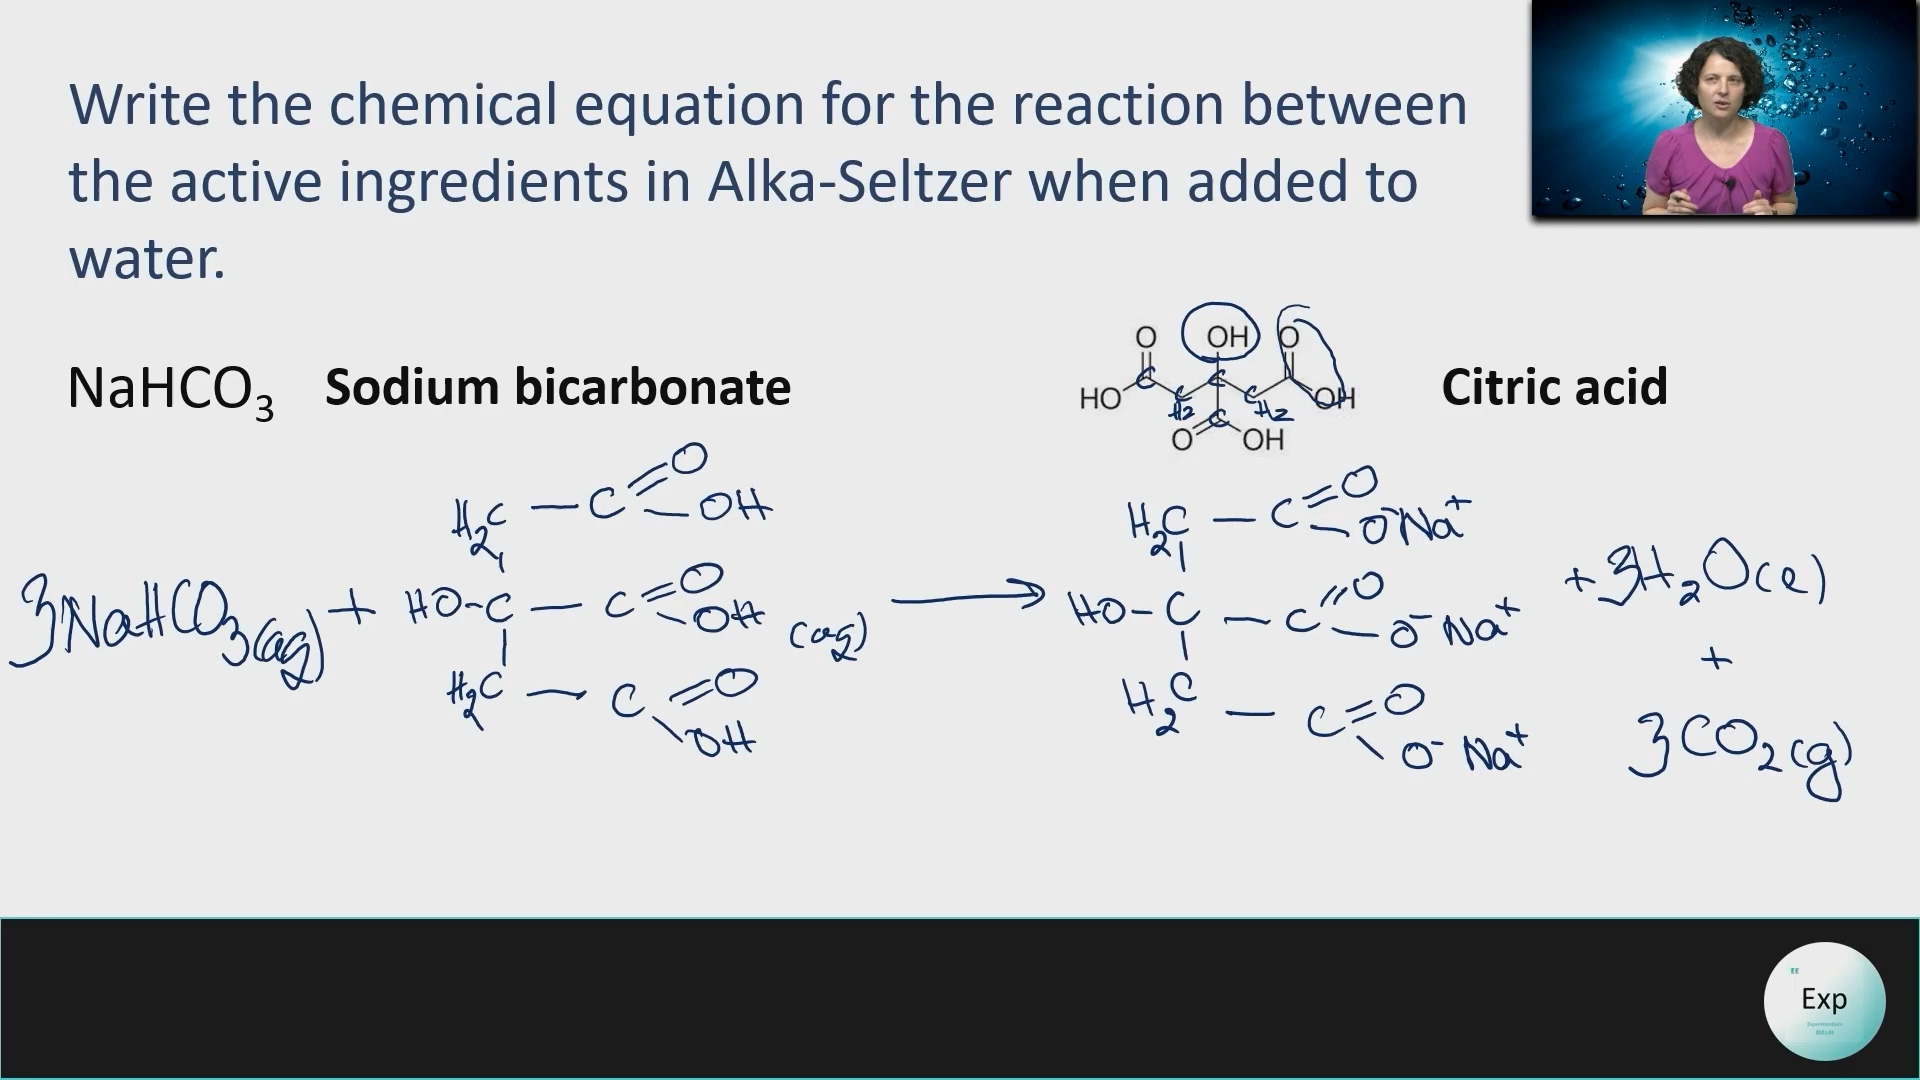 Write the chemical equation for the reaction between
the active ingredients in Alka-Seltzer when added to
water.
O OH O
NaHCO₃ Sodium bicarbonate
HO C C H₂ C C H₂ OH
Citric acid
O OH
H₂C — C = O
— OH
3NaHCO₃(aq) + HO-C — C = O
OH (aq)
H₂C — C = O
OH
→
H₂C — C = O
O⁻Na⁺
HO-C — C = O
O⁻ Na⁺
H₂C — C = O
O⁻ Na⁺
+ 3H₂O(l)
+
3CO₂(g)
EE
Exp